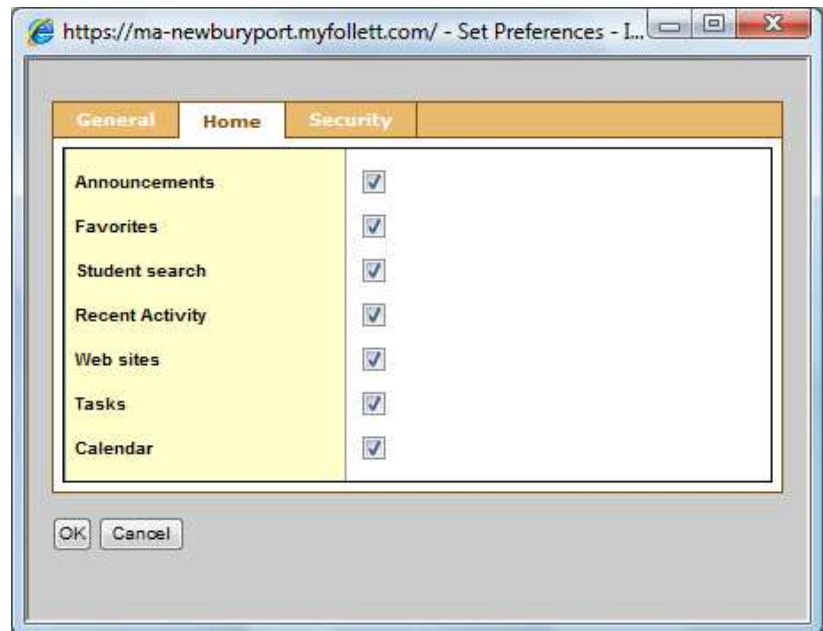 https://ma-newburyport.myfollett.com/ - Set Preferences - I...
General Home Security
Announcements
Favorites
Student search
Recent Activity
Web sites
Tasks
Calendar
OK Cancel